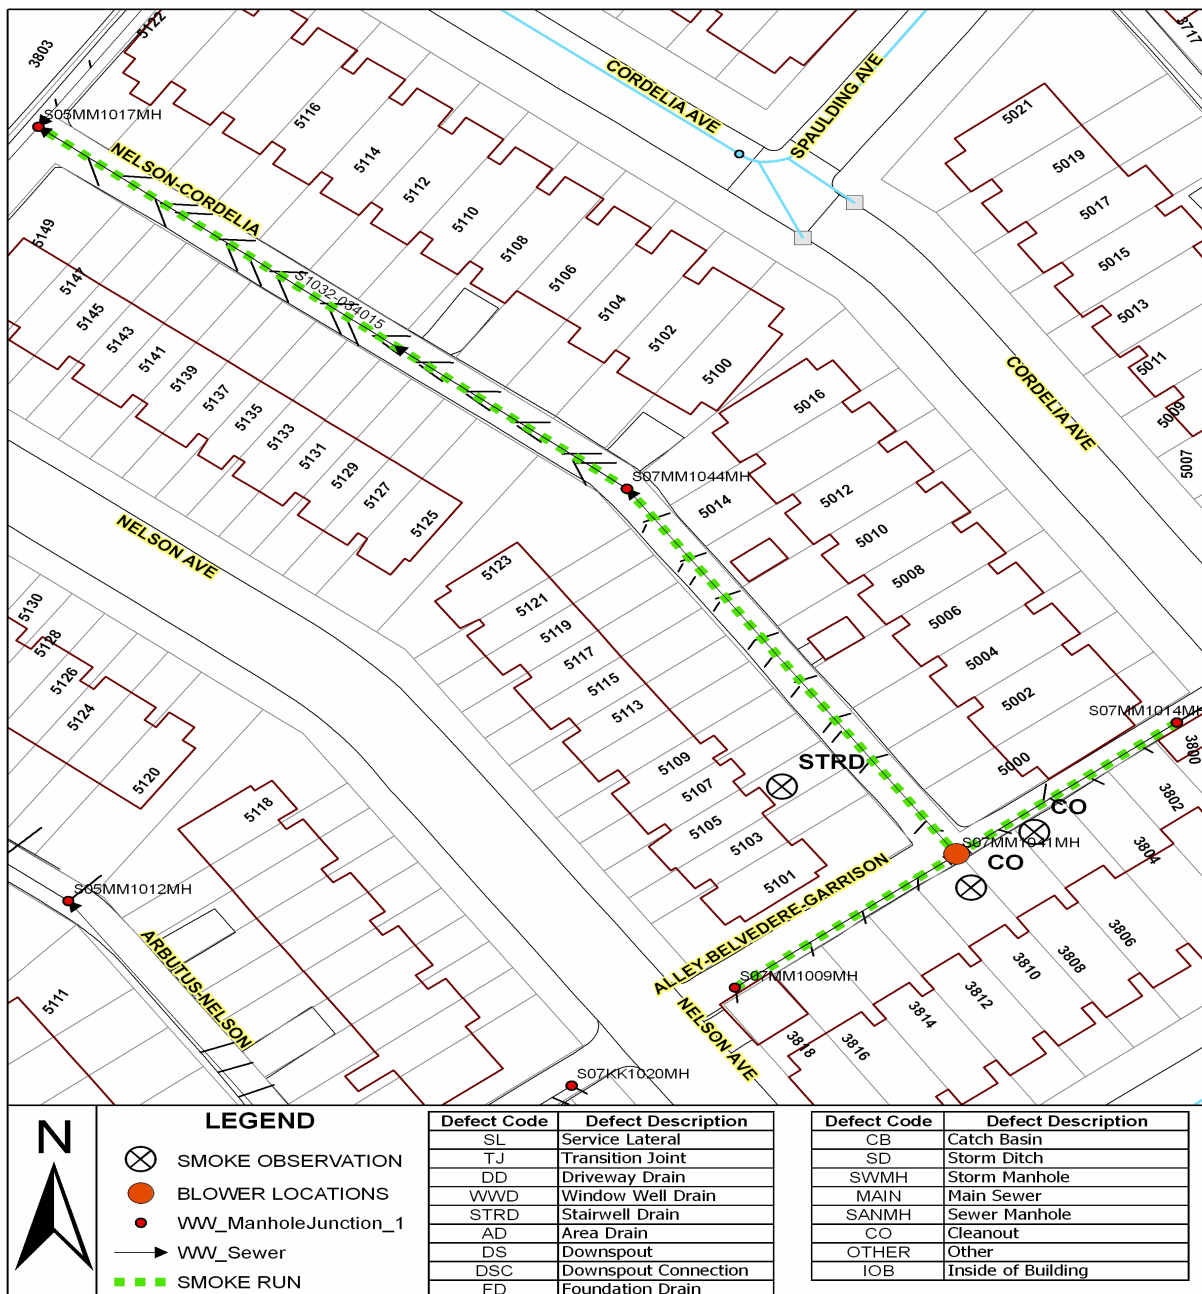 3803
5122
3717
CORDELIA AVE
SPAULDING AVE
S05MM1017MH
NELSON-CORDELIA
5116
5114
5112
5110
5108
5106
5104
5102
5100
5021
5019
5017
5015
5013
5011
5009
5007
CORDELIA AVE
5149
5147
5145
5143
5141
5139
5137
5135
5133
5131
5129
5127
5125
S1032-034015
S07MM1044MH
5016
5014
5012
5010
5008
5006
5004
5002
5000
NELSON AVE
5123
5121
5119
5117
5115
5113
5109
5107
5105
5103
5101
5130
5128
5126
5124
5120
5118
S07MM1014MH
3800
3802
3804
3806
3808
3810
3812
3814
3816
3818
STRD
CO
CO
S07MM1041MH
ALLEY-BELVEDERE-GARRISON
S07MM1009MH
NELSON AVE
S05MM1012MH
ARBUTUS-NELSON
5111
S07KK1020MH
N
LEGEND
SMOKE OBSERVATION
BLOWER LOCATIONS
WW_ManholeJunction_1
WW_Sewer
SMOKE RUN
Defect Code Defect Description
SL Service Lateral
TJ Transition Joint
DD Driveway Drain
WWD Window Well Drain
STRD Stairwell Drain
AD Area Drain
DS Downspout
DSC Downspout Connection
FD Foundation Drain
Defect Code Defect Description
CB Catch Basin
SD Storm Ditch
SWMH Storm Manhole
MAIN Main Sewer
SANMH Sewer Manhole
CO Cleanout
OTHER Other
IOB Inside of Building